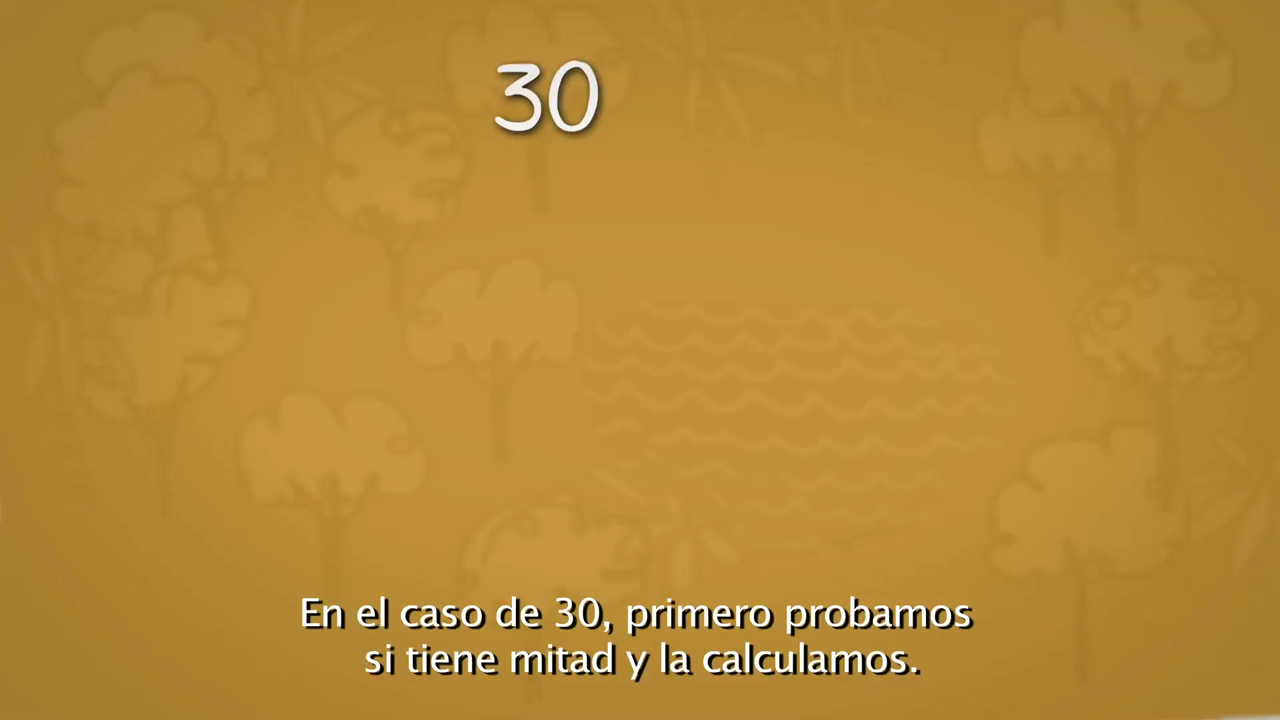 30
En el caso de 30, primero probamos
si tiene mitad y la calculamos.